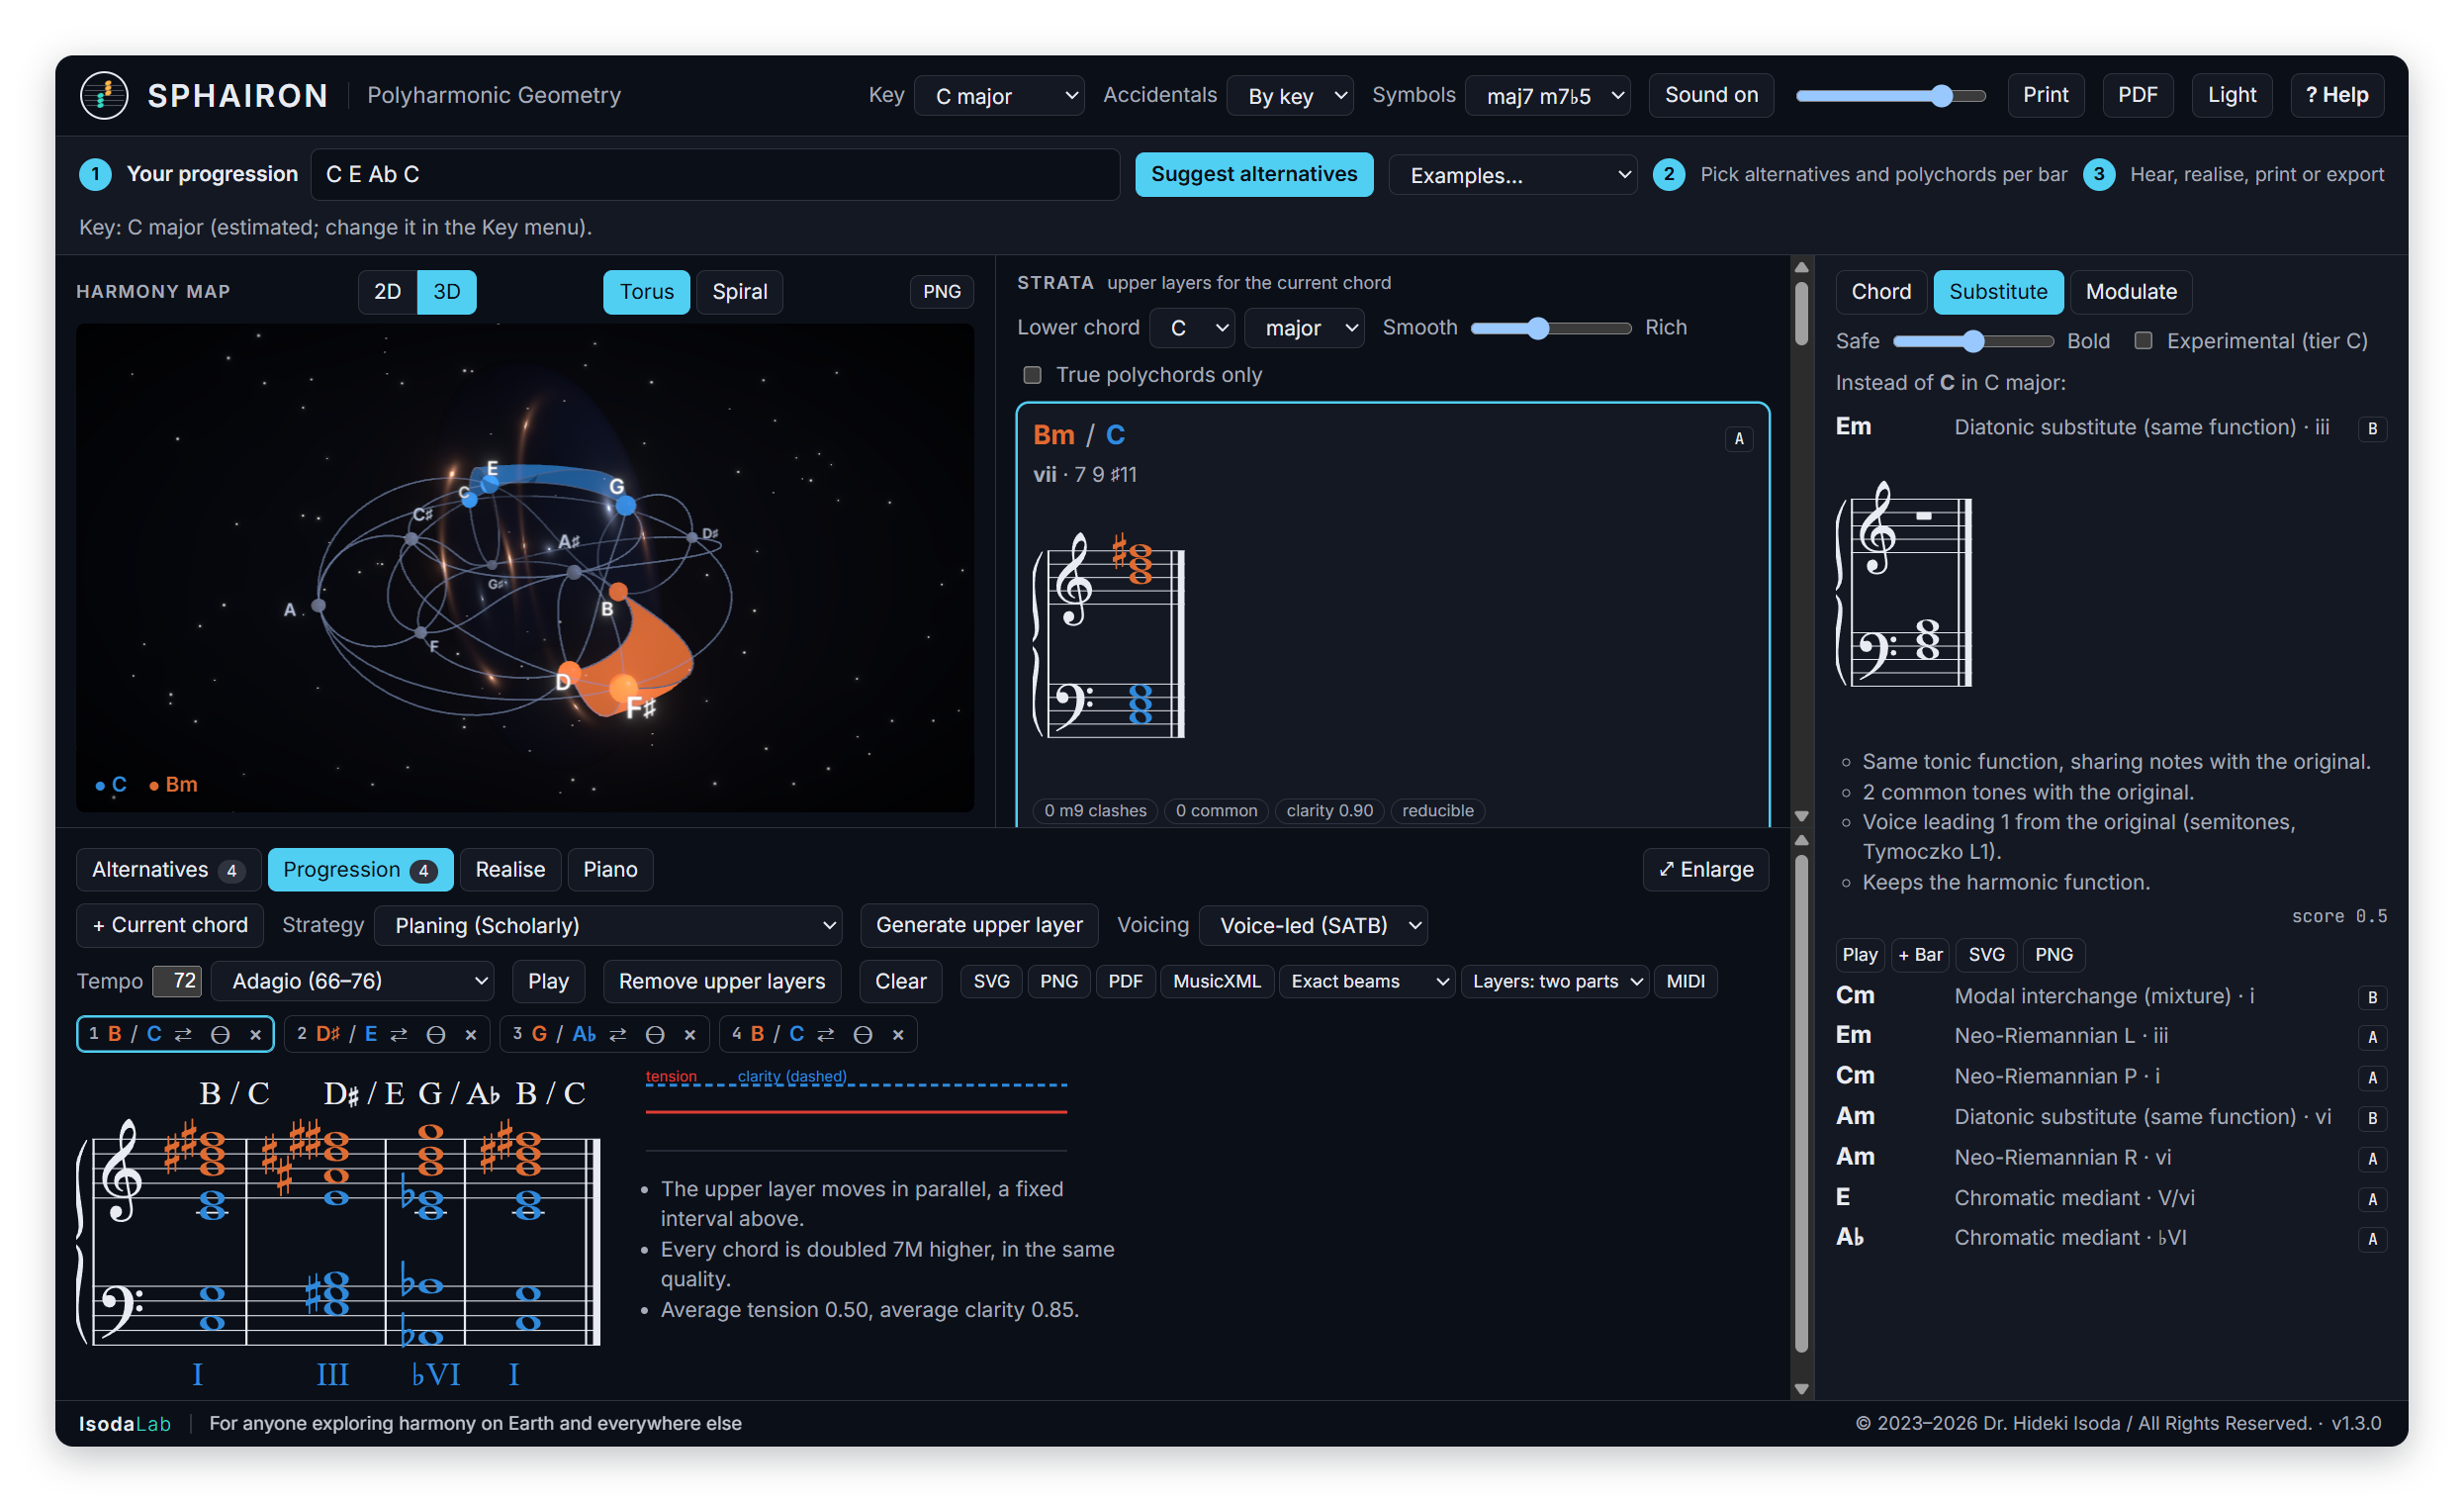 SPHAIRON Polyharmonic Geometry Key C major Accidentals By key Symbols maj7 m7♭5 Sound on Print PDF Light ? Help
1 Your progression C E Ab C Suggest alternatives Examples... 2 Pick alternatives and polychords per bar 3 Hear, realise, print or export
Key: C major (estimated; change it in the Key menu).
HARMONY MAP 2D 3D Torus Spiral PNG
E
C
G
C♯
A♯
D♯
G♯
A
B
F
D
F♯
C Bm
STRATA upper layers for the current chord
Lower chord C major Smooth Rich
True polychords only
Bm / C A
vii · 7 9 ♯11
0 m9 clashes 0 common clarity 0.90 reducible
Chord Substitute Modulate
Safe Bold Experimental (tier C)
Instead of C in C major:
Em Diatonic substitute (same function) · iii B
Same tonic function, sharing notes with the original.
2 common tones with the original.
Voice leading 1 from the original (semitones,
Tymoczko L1).
Keeps the harmonic function.
score 0.5
Play + Bar SVG PNG
Cm Modal interchange (mixture) · i B
Em Neo-Riemannian L · iii A
Cm Neo-Riemannian P · i A
Am Diatonic substitute (same function) · vi B
Am Neo-Riemannian R · vi A
E Chromatic mediant · V/vi A
A♭ Chromatic mediant · ♭VI A
Alternatives 4 Progression 4 Realise Piano Enlarge
+ Current chord Strategy Planing (Scholarly) Generate upper layer Voicing Voice-led (SATB)
Tempo 72 Adagio (66–76) Play Remove upper layers Clear SVG PNG PDF MusicXML Exact beams Layers: two parts MIDI
1 B / C ⇄ × 2 D♯ / E ⇄ × 3 G / A♭ ⇄ × 4 B / C ⇄ ×
B / C D♯ / E G / A♭ B / C
I III ♭VI I
tension clarity (dashed)
The upper layer moves in parallel, a fixed
interval above.
Every chord is doubled 7M higher, in the same
quality.
Average tension 0.50, average clarity 0.85.
IsodaLab For anyone exploring harmony on Earth and everywhere else © 2023–2026 Dr. Hideki Isoda / All Rights Reserved. · v1.3.0